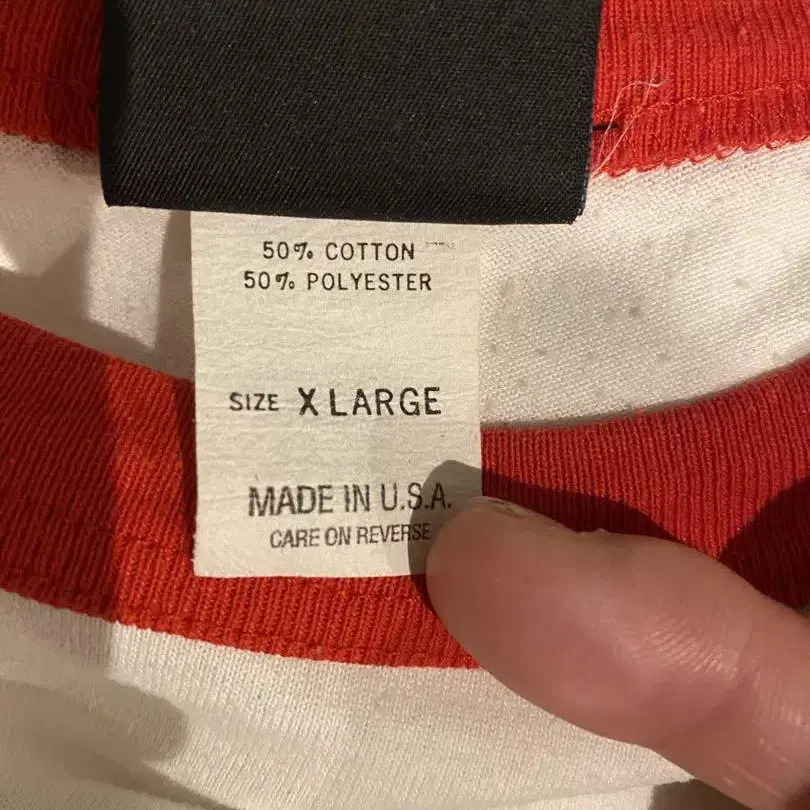 50% COTTON
50% POLYESTER
SIZE X LARGE
MADE IN U.S.A.
CARE ON REVERSE